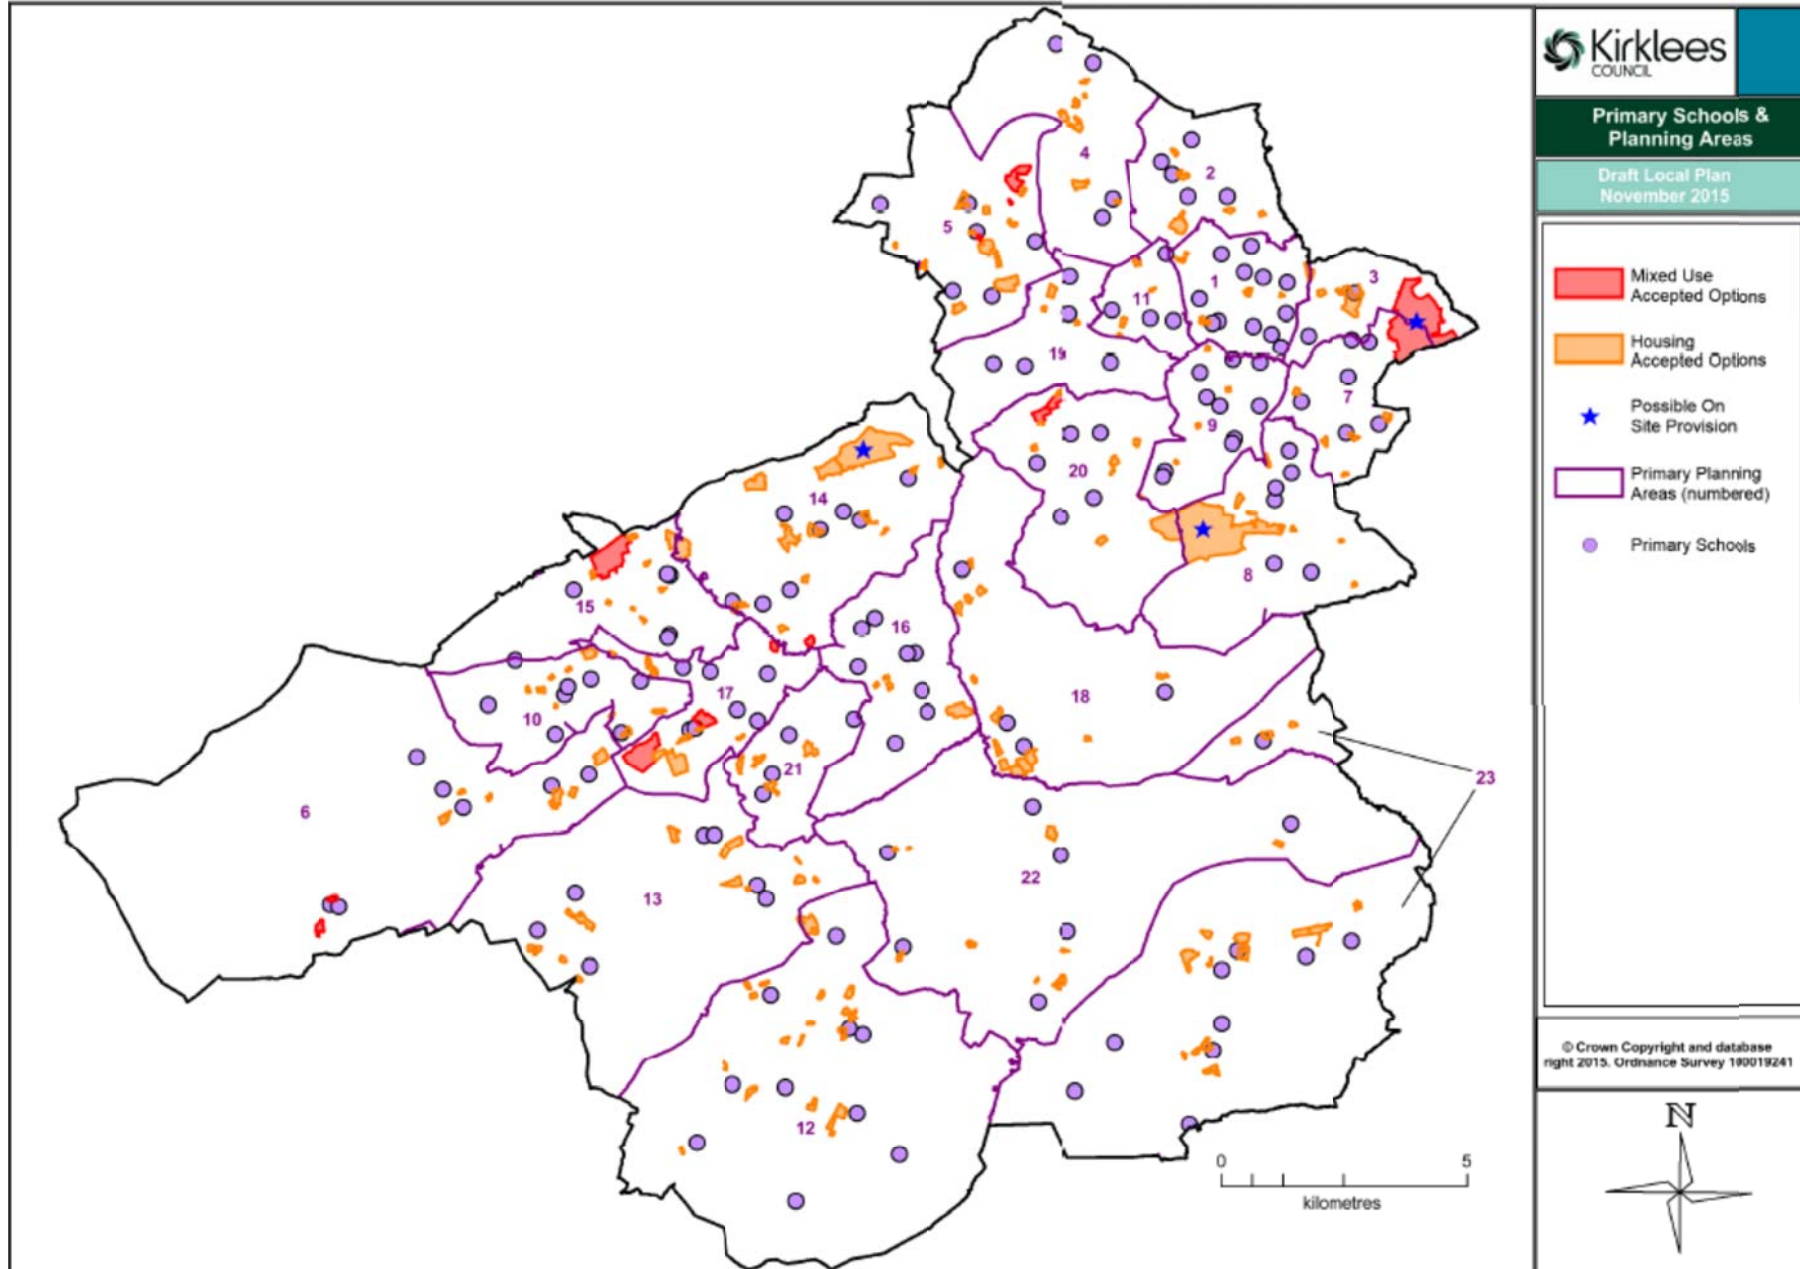 Kirklees
COUNCIL
Primary Schools &
Planning Areas
Draft Local Plan
November 2015
Mixed Use
Accepted Options
Housing
Accepted Options
Possible On
Site Provision
Primary Planning
Areas (numbered)
Primary Schools
© Crown Copyright and database
right 2015. Ordnance Survey 100019241
N
4
2
5
3
1
11
19
7
9
20
14
8
15
16
18
17
10
21
23
6
22
13
12
0 5
kilometres